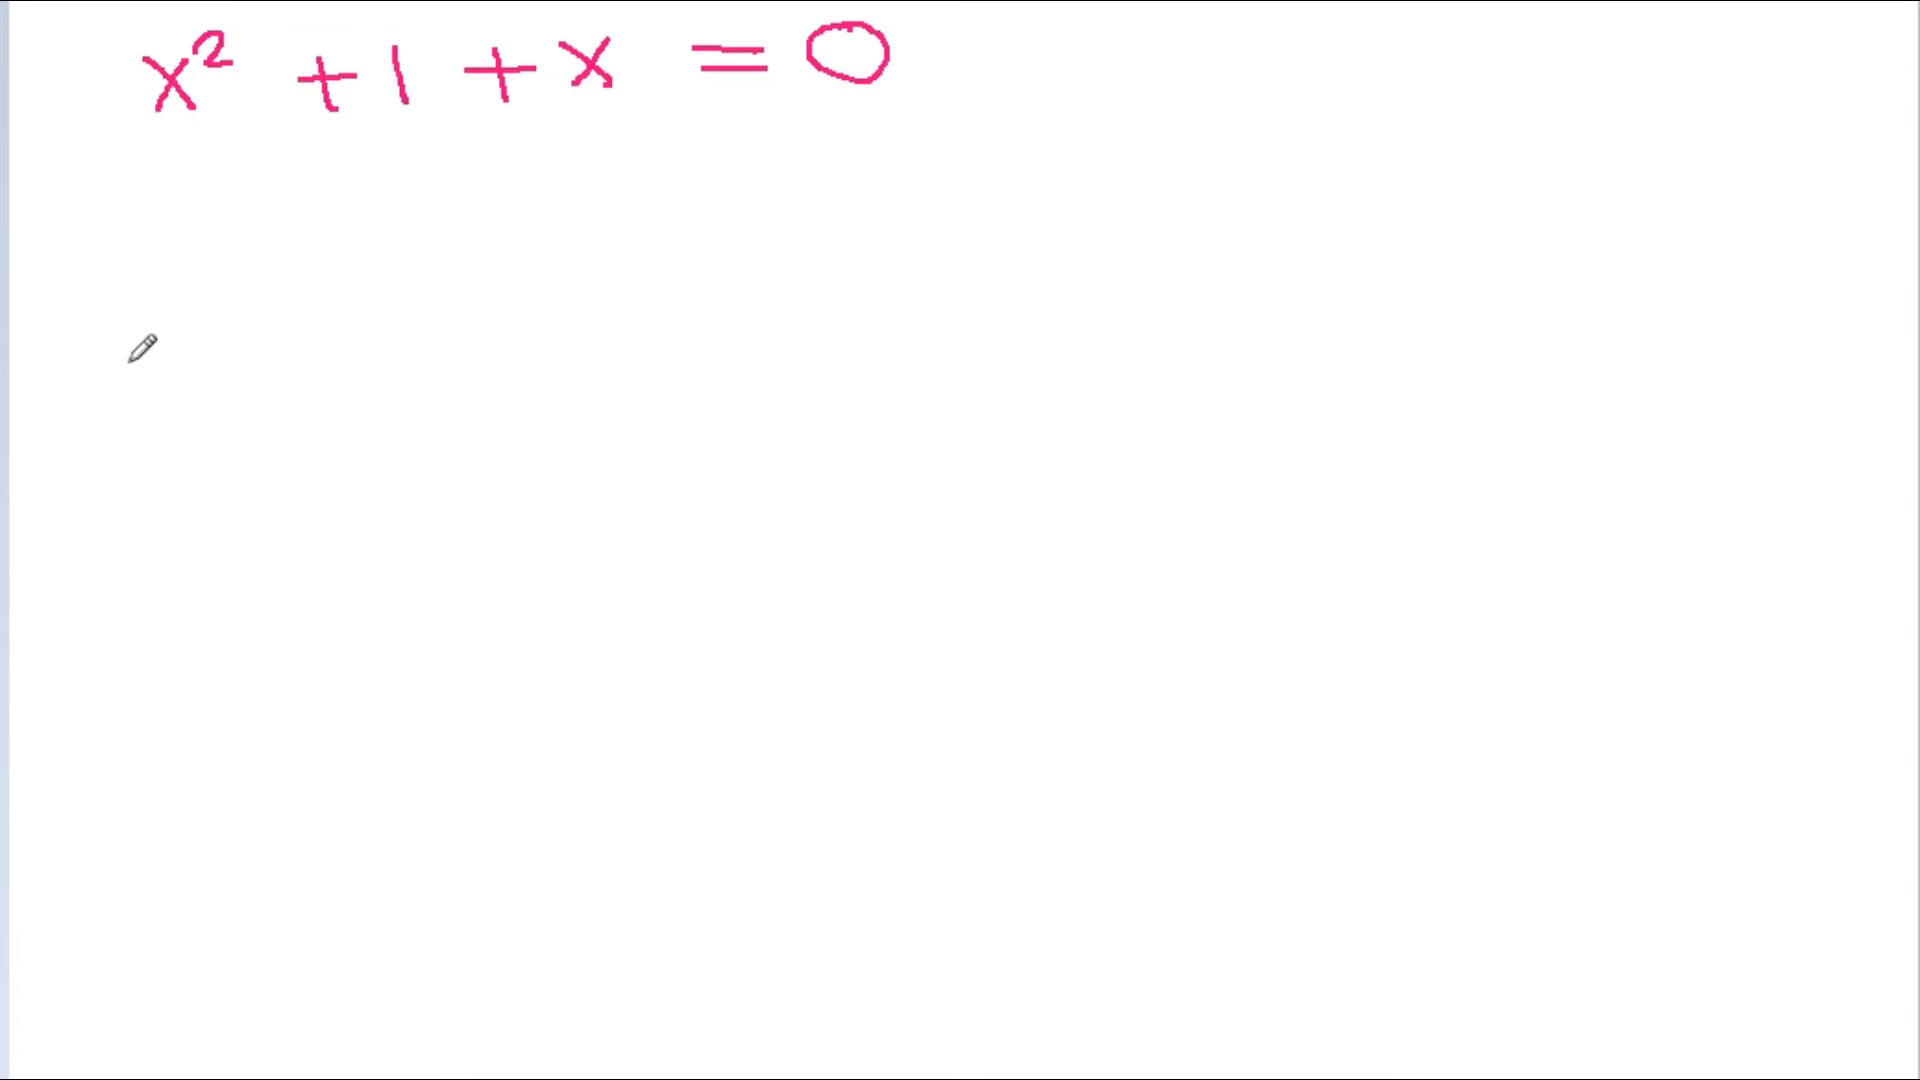 x² + 1 + x = 0